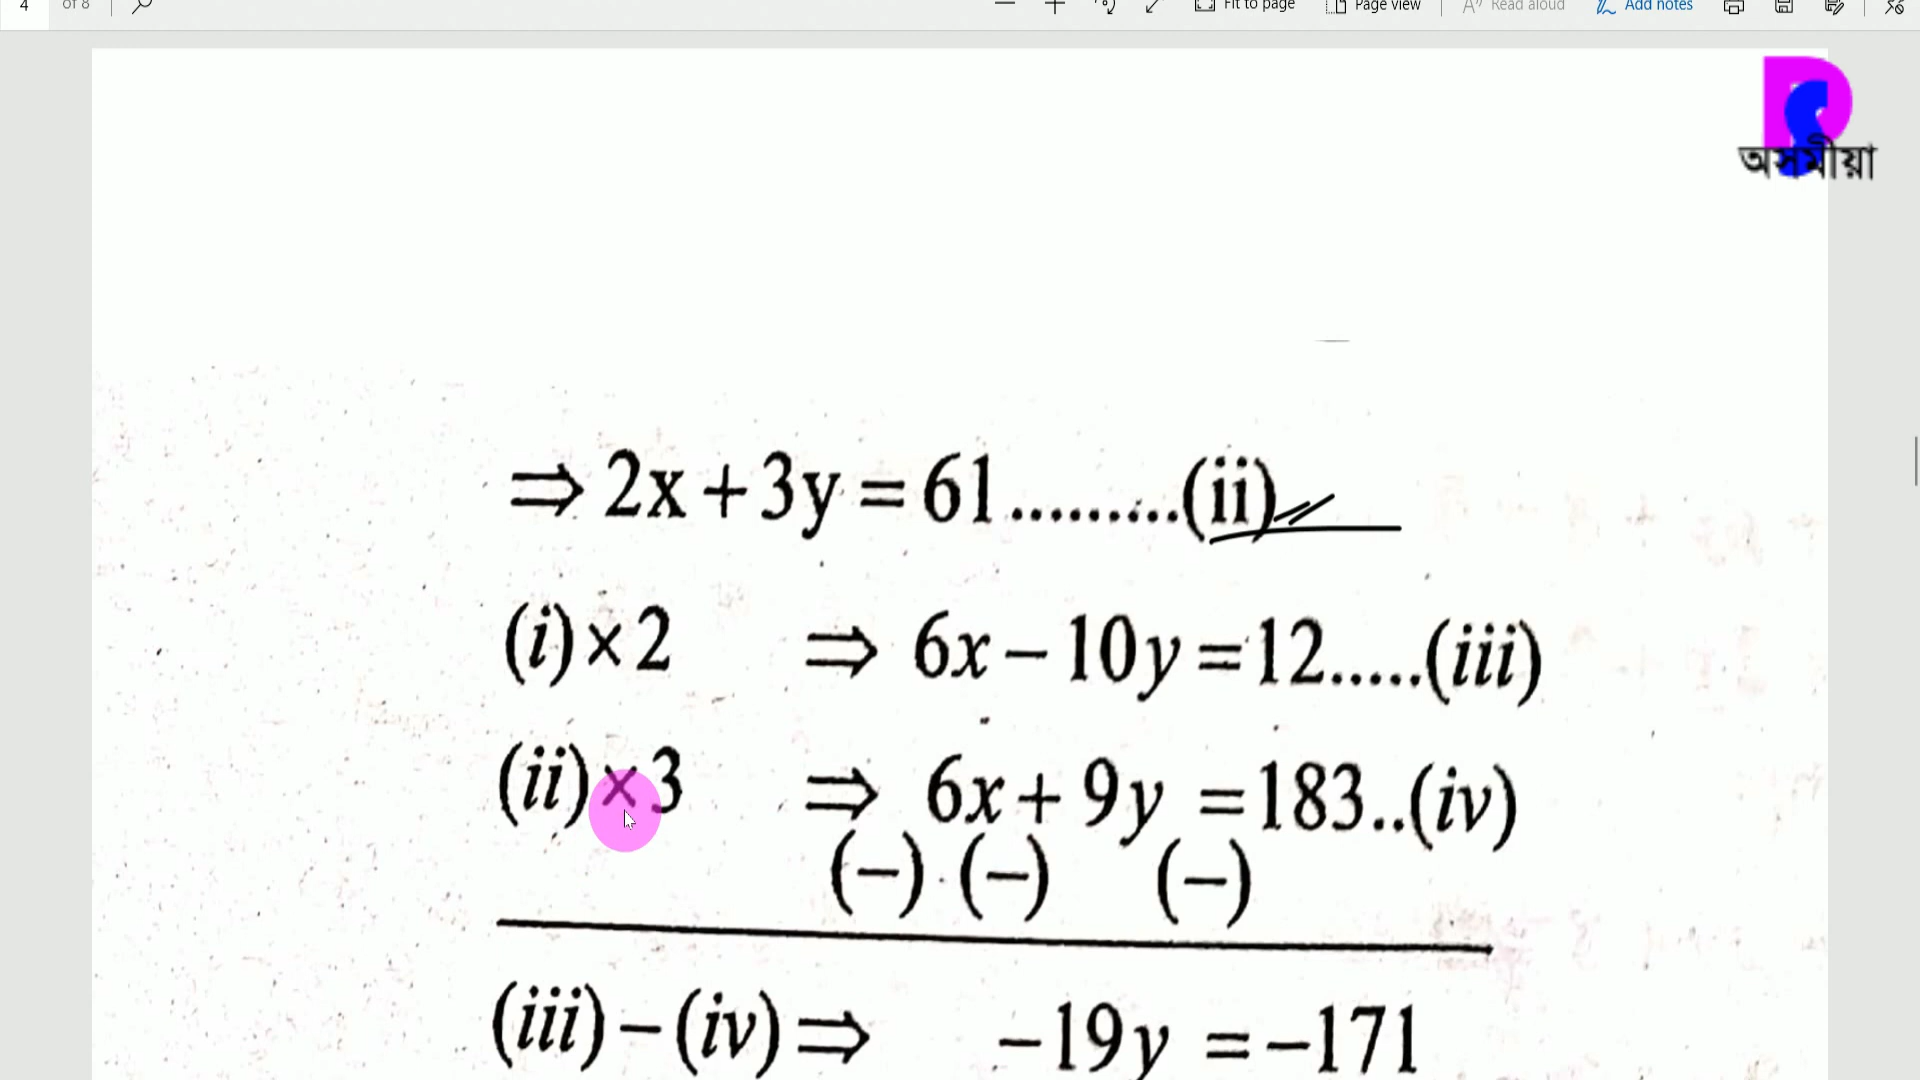 4 of 8
Fit to page
Page view
Read aloud
Add notes
অসমীয়া
⇒ 2x + 3y = 61.........(ii)
(i)×2 ⇒ 6x − 10y = 12.....(iii)
(ii)×3 ⇒ 6x + 9y = 183..(iv)
(−) (−) (−)
(iii) − (iv) ⇒ −19y = −171